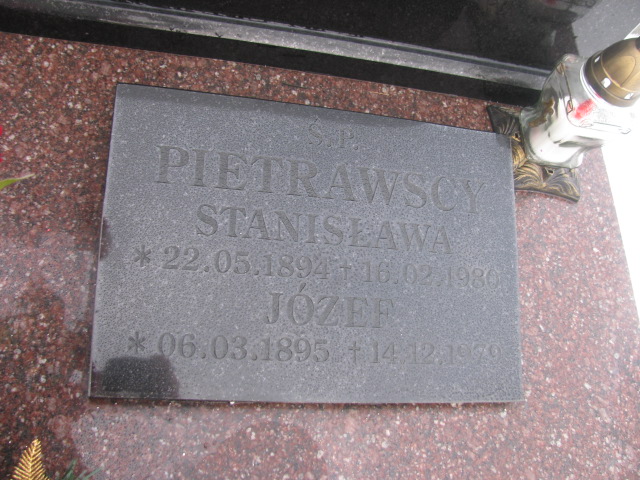 Ś.P.
PIETRAWSCY
STANISŁAWA
* 22.05.1894 + 16.02.1986
JÓZEF
* 06.03.1895 + 14.12.1979